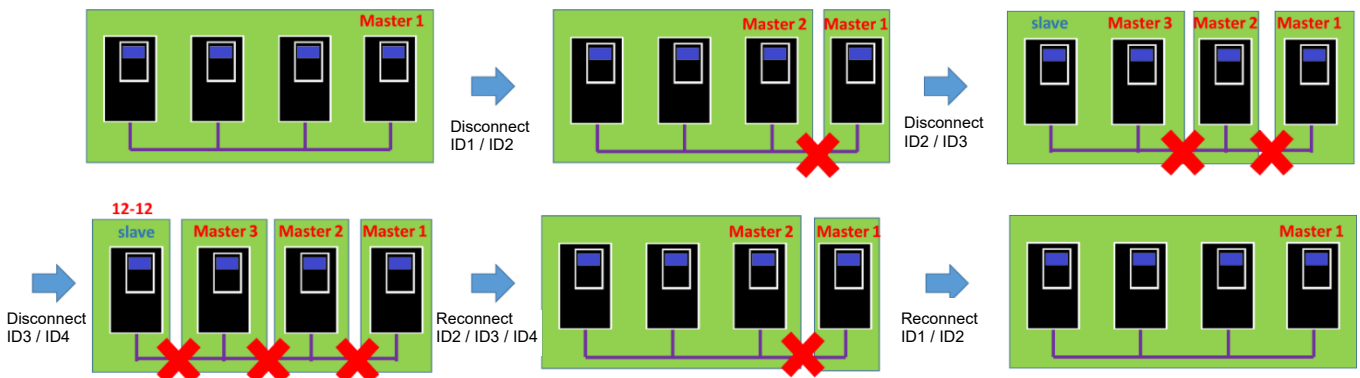 Master 1
Disconnect
ID1 / ID2
Master 2 Master 1
Disconnect
ID2 / ID3
slave Master 3 Master 2 Master 1
Disconnect
ID3 / ID4
12-12
slave Master 3 Master 2 Master 1
Reconnect
ID2 / ID3 / ID4
Master 2 Master 1
Reconnect
ID1 / ID2
Master 1